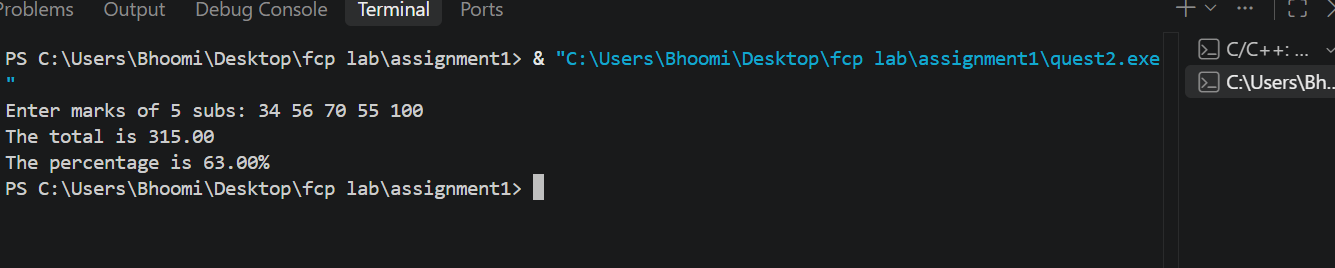 Problems Output Debug Console Terminal Ports
PS C:\Users\Bhoomi\Desktop\fcp lab\assignment1> & "C:\Users\Bhoomi\Desktop\fcp lab\assignment1\quest2.exe
"
Enter marks of 5 subs: 34 56 70 55 100
The total is 315.00
The percentage is 63.00%
PS C:\Users\Bhoomi\Desktop\fcp lab\assignment1>
C/C++: ...
C:\Users\Bh...